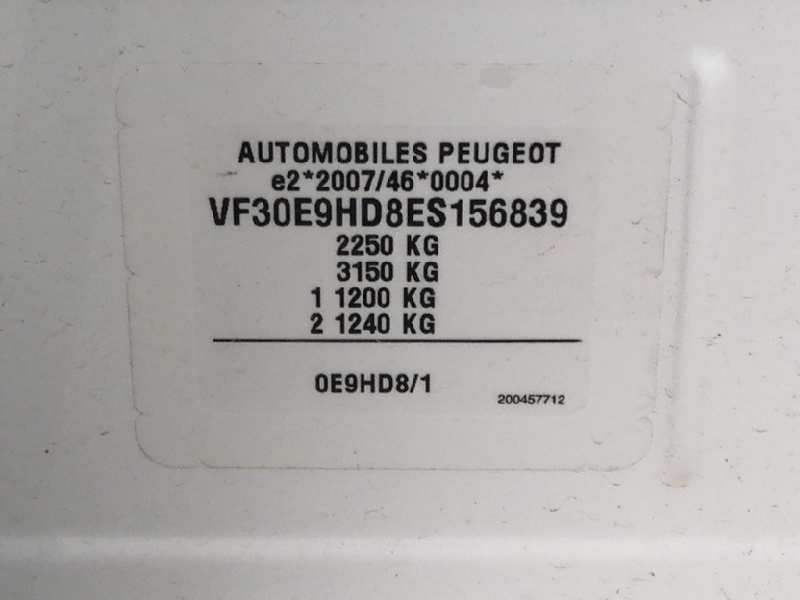 AUTOMOBILES PEUGEOT
e2*2007/46*0004*
VF30E9HD8ES156839
2250 KG
3150 KG
1 1200 KG
2 1240 KG
0E9HD8/1
200457712